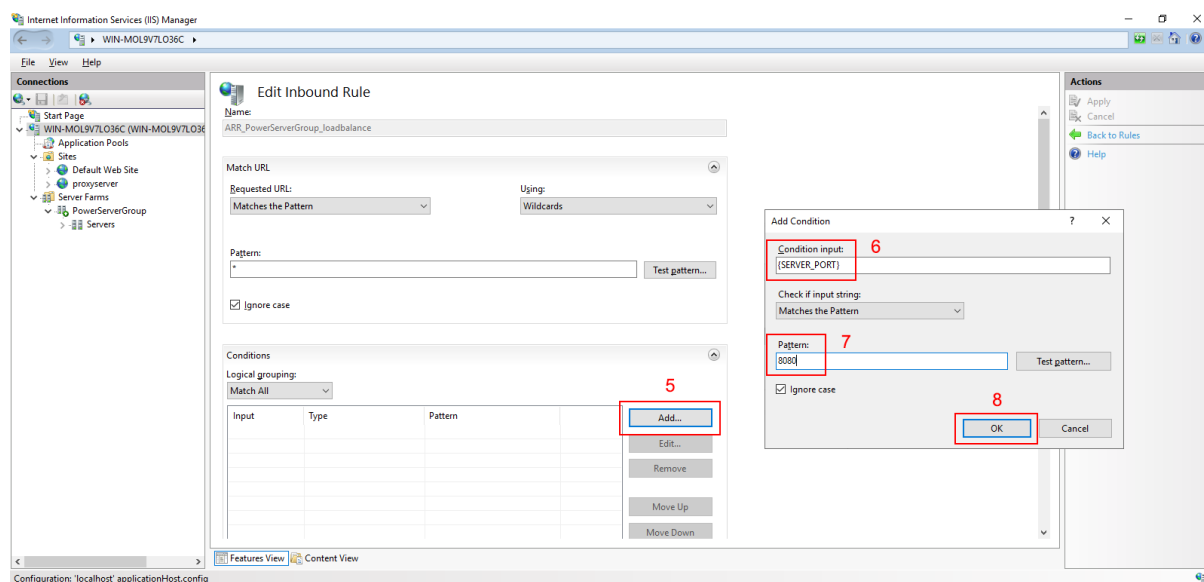 Internet Information Services (IIS) Manager
WIN-MOL9V7LO36C
File View Help
Connections
Start Page
WIN-MOL9V7LO36C (WIN-MOL9V7LO36
Application Pools
Sites
Default Web Site
proxyserver
Server Farms
PowerServerGroup
Servers
Edit Inbound Rule
Name:
ARR_PowerServerGroup_loadbalance
Match URL
Requested URL: Using:
Matches the Pattern Wildcards
Pattern:
* Test pattern...
Ignore case
Conditions
Logical grouping:
Match All
5
Input Type Pattern Add...
Edit...
Remove
Move Up
Move Down
Features View Content View
Add Condition ? X
Condition input: 6
{SERVER_PORT}
Check if input string:
Matches the Pattern
Pattern: 7
8080 Test pattern...
Ignore case
8
OK Cancel
Actions
Apply
Cancel
Back to Rules
Help
Configuration: 'localhost' applicationHost.config